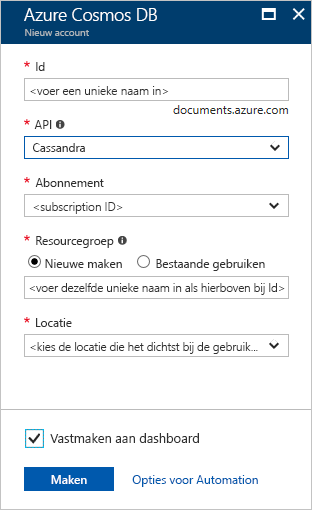 Azure Cosmos DB
Nieuw account
* Id
<voer een unieke naam in>
documents.azure.com
* API
Cassandra
* Abonnement
<subscription ID>
* Resourcegroep
Nieuwe maken Bestaande gebruiken
<voer dezelfde unieke naam in als hierboven bij Id>
* Locatie
<kies de locatie die het dichtst bij de gebruik...
Vastmaken aan dashboard
Maken Opties voor Automation